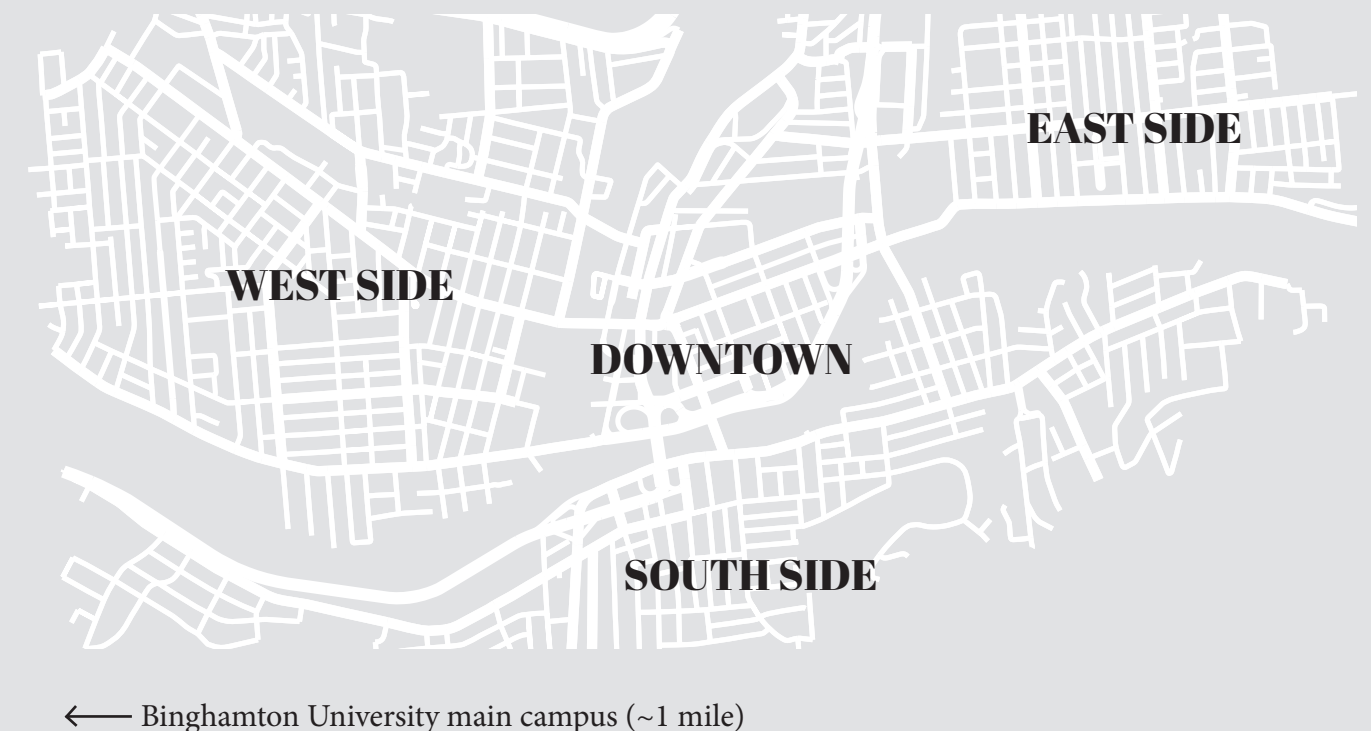 EAST SIDE
WEST SIDE
DOWNTOWN
SOUTH SIDE
Binghamton University main campus (~1 mile)